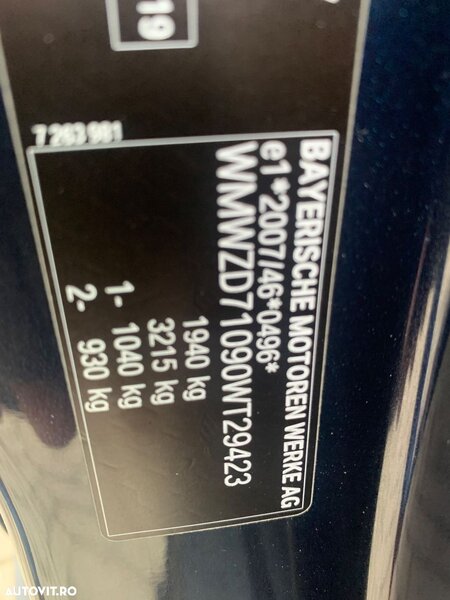 19
7 263 981
BAYERISCHE MOTOREN WERKE AG
e1*2007/46*0496*
WMWZD71090WT29423
1940 kg
3215 kg
1- 1040 kg
2- 930 kg
AUTOVIT.RO